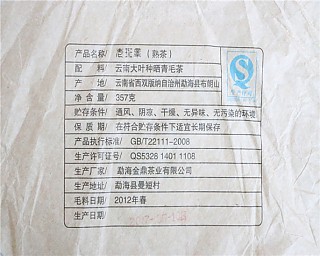 产品名称/ 老班章（熟茶）
配 料/ 云南大叶种晒青毛茶
产 地/ 云南省西双版纳自治州勐海县布朗山
净含量/ 357克
贮存条件/ 通风、阴凉、干燥、无异味、无污染的环境
保质期/ 在符合贮存条件下适宜长期保存
产品执行标准/ GB/T22111-2008
生产许可证号/ QS5328 1401 1108
生产厂家/ 勐海金鼎茶业有限公司
生产地址/ 勐海县曼短村
毛料日期/ 2012年春
生产日期/